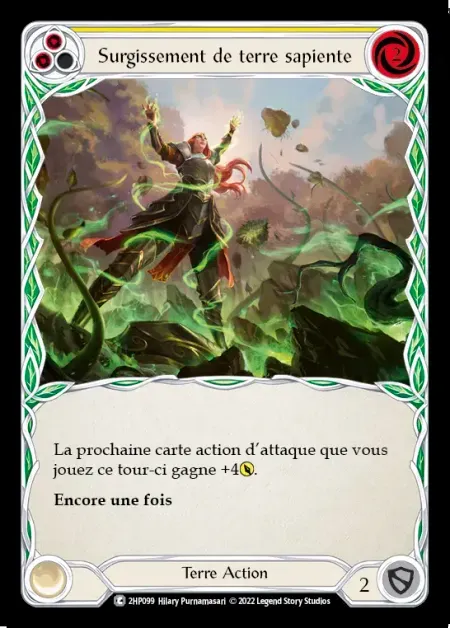 Surgissement de terre sapiente
2
La prochaine carte action d'attaque que vous
jouez ce tour-ci gagne +4.
Encore une fois
Terre Action
2
C 2HP099 Hilary Purnamasari © 2022 Legend Story Studios